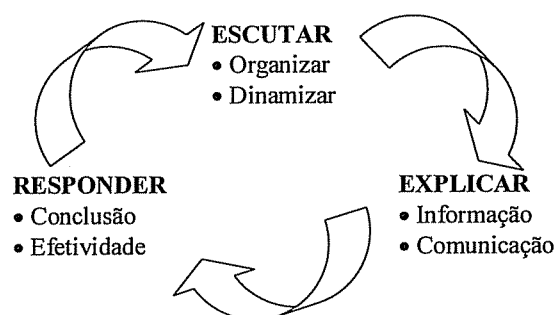 ESCUTAR
• Organizar
• Dinamizar
RESPONDER
• Conclusão
• Efetividade
EXPLICAR
• Informação
• Comunicação